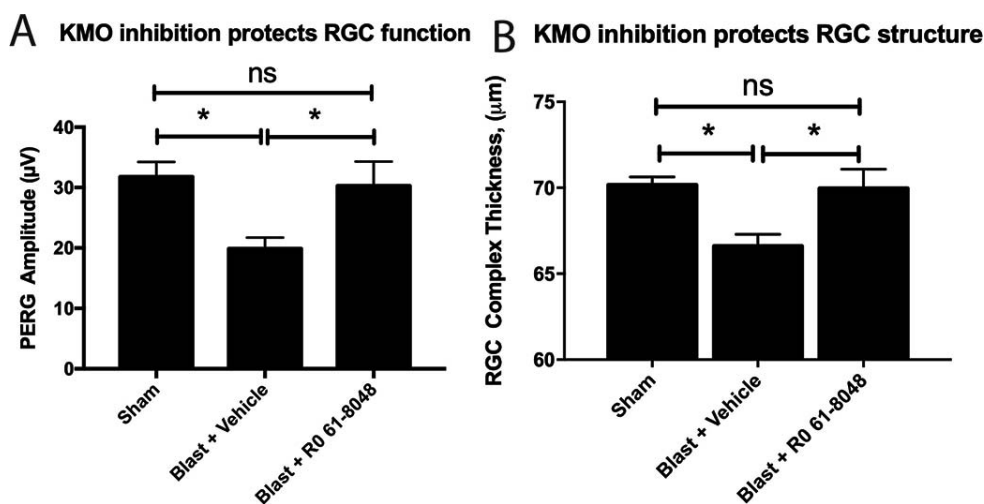 A KMO inhibition protects RGC function
ns
* *
PERG Amplitude (µV)
40
30
20
10
0
Sham
Blast + Vehicle
Blast + R0 61-8048
B KMO inhibition protects RGC structure
ns
* *
RGC Complex Thickness, (µm)
75
70
65
60
Sham
Blast + Vehicle
Blast + R0 61-8048